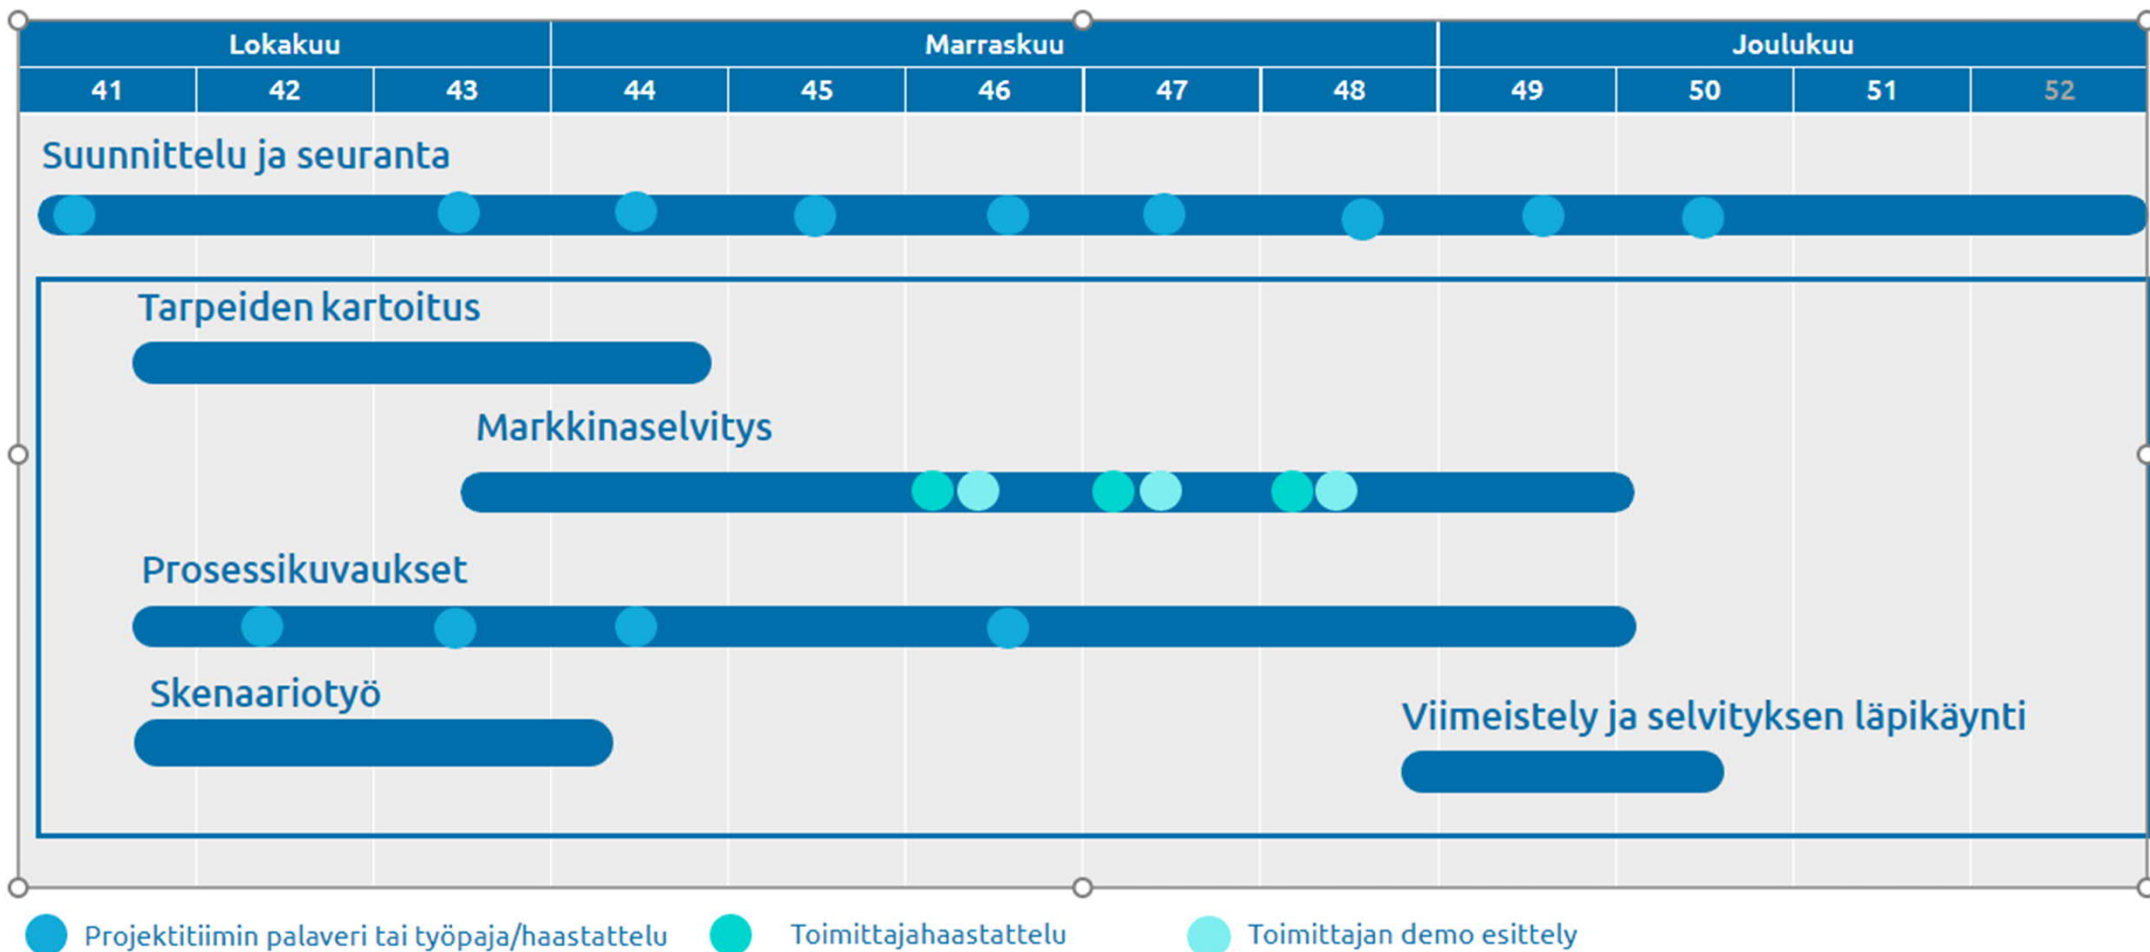 Lokakuu Marraskuu Joulukuu
41 42 43 44 45 46 47 48 49 50 51 52
Suunnittelu ja seuranta
Tarpeiden kartoitus
Markkinaselvitys
Prosessikuvaukset
Skenaariotyö
Viimeistely ja selvityksen läpikäynti
Projektitiimin palaveri tai työpaja/haastattelu Toimittajahaastattelu Toimittajan demo esittely